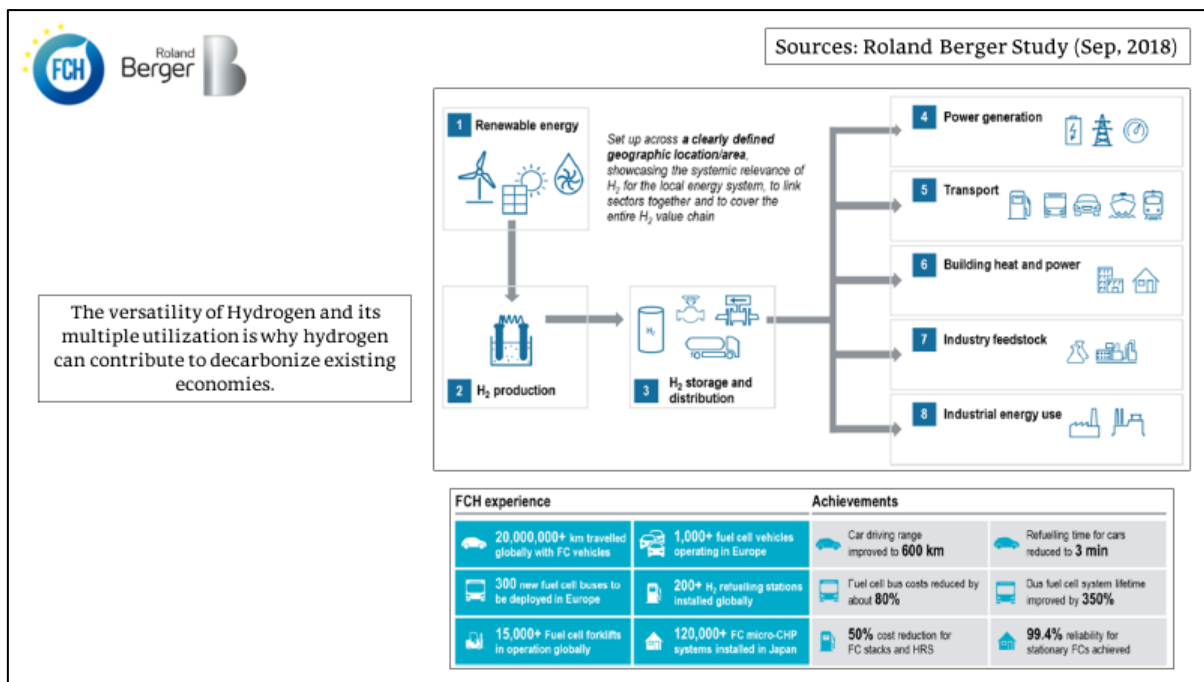 FCH
Roland
Berger
B
Sources: Roland Berger Study (Sep, 2018)
The versatility of Hydrogen and its
multiple utilization is why hydrogen
can contribute to decarbonize existing
economies.
1 Renewable energy
Set up across a clearly defined
geographic location/area,
showcasing the systemic relevance of
H₂ for the local energy system, to link
sectors together and to cover the
entire H₂ value chain
2 H₂ production
H₂
3 H₂ storage and
distribution
4 Power generation
5 Transport
6 Building heat and power
7 Industry feedstock
8 Industrial energy use
FCH experience
20,000,000+ km travelled
globally with FC vehicles
1,000+ fuel cell vehicles
operating in Europe
300 new fuel cell buses to
be deployed in Europe
200+ H₂ refuelling stations
installed globally
15,000+ Fuel cell forklifts
in operation globally
120,000+ FC micro-CHP
systems installed in Japan
Achievements
Car driving range
improved to 600 km
Refuelling time for cars
reduced to 3 min
Fuel cell bus costs reduced by
about 80%
Bus fuel cell system lifetime
improved by 350%
50% cost reduction for
FC stacks and HRS
99.4% reliability for
stationary FCs achieved